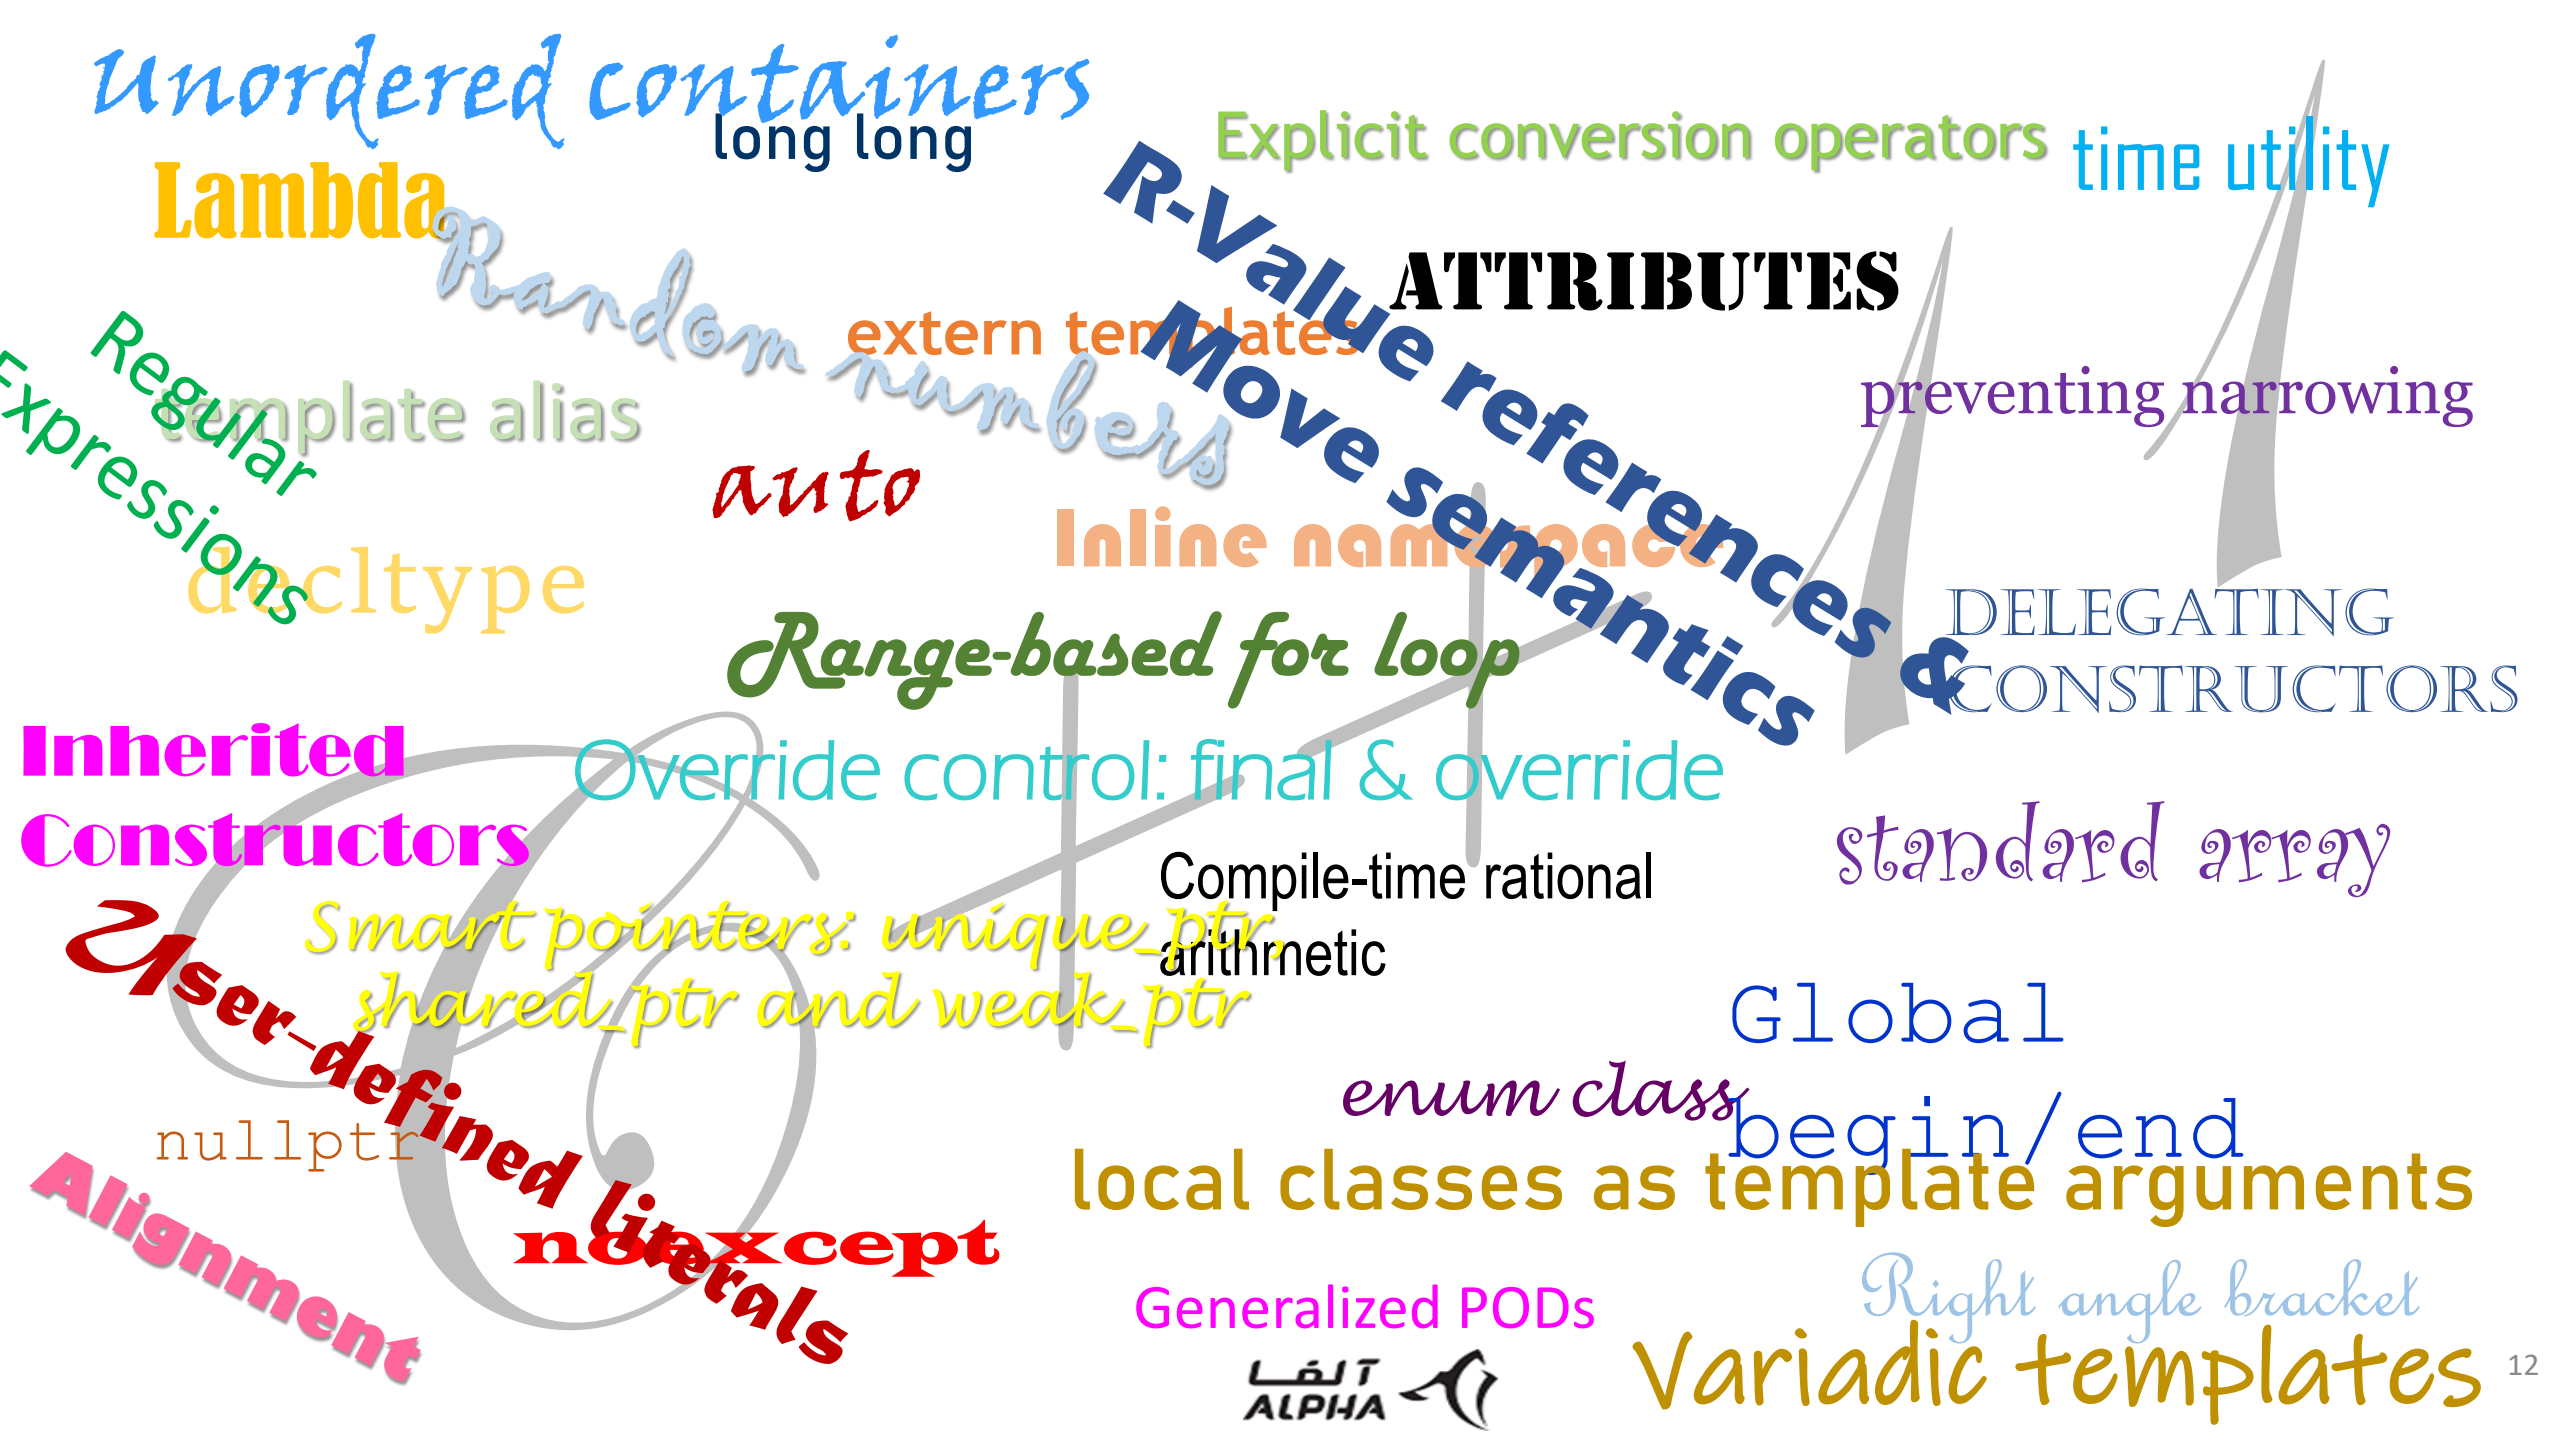 Unordered containers
long long
Explicit conversion operators
time utility
Lambda
Random numbers
R-Value references &
Move semantics
ATTRIBUTES
extern templates
Regular
Expressions
template alias
preventing narrowing
auto
Inline namespace
decltype
DELEGATING
CONSTRUCTORS
Range-based for loop
Inherited
Constructors
Override control: final & override
C++11
standard array
Compile-time rational
arithmetic
Smart pointers: unique_ptr,
shared_ptr and weak_ptr
User-defined literals
Global
begin/end
enum class
nullptr
local classes as template arguments
Alignment
noexcept
Generalized PODs
Right angle bracket
Variadic templates
آلفا
ALPHA
12